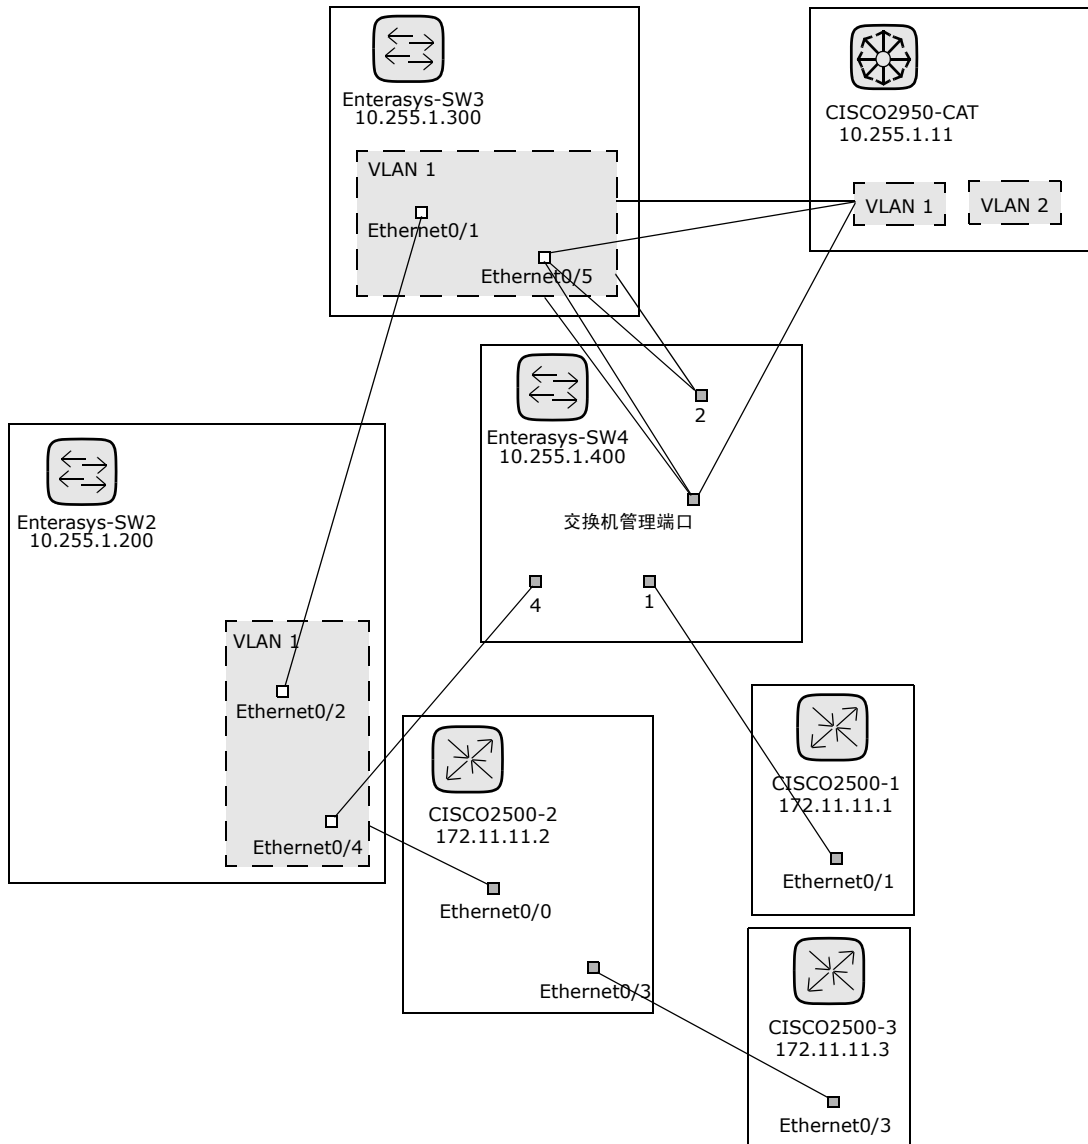 Enterasys-SW3
10.255.1.300
VLAN 1
Ethernet0/1
Ethernet0/5
CISCO2950-CAT
10.255.1.11
VLAN 1
VLAN 2
Enterasys-SW4
10.255.1.400
2
交换机管理端口
4
1
Enterasys-SW2
10.255.1.200
VLAN 1
Ethernet0/2
Ethernet0/4
CISCO2500-2
172.11.11.2
Ethernet0/0
Ethernet0/3
CISCO2500-1
172.11.11.1
Ethernet0/1
CISCO2500-3
172.11.11.3
Ethernet0/3